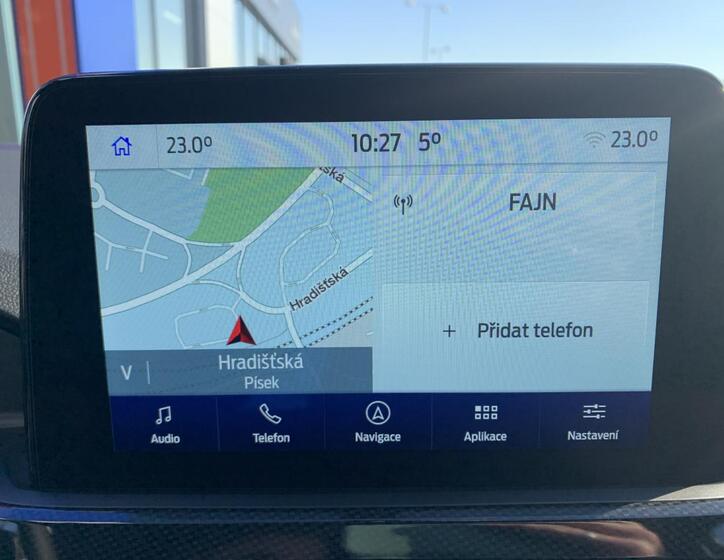 23.0°
10:27 5°
23.0°
ská
FAJN
Hradišťská
+ Přidat telefon
V
Hradišťská
Písek
Audio
Telefon
Navigace
Aplikace
Nastavení